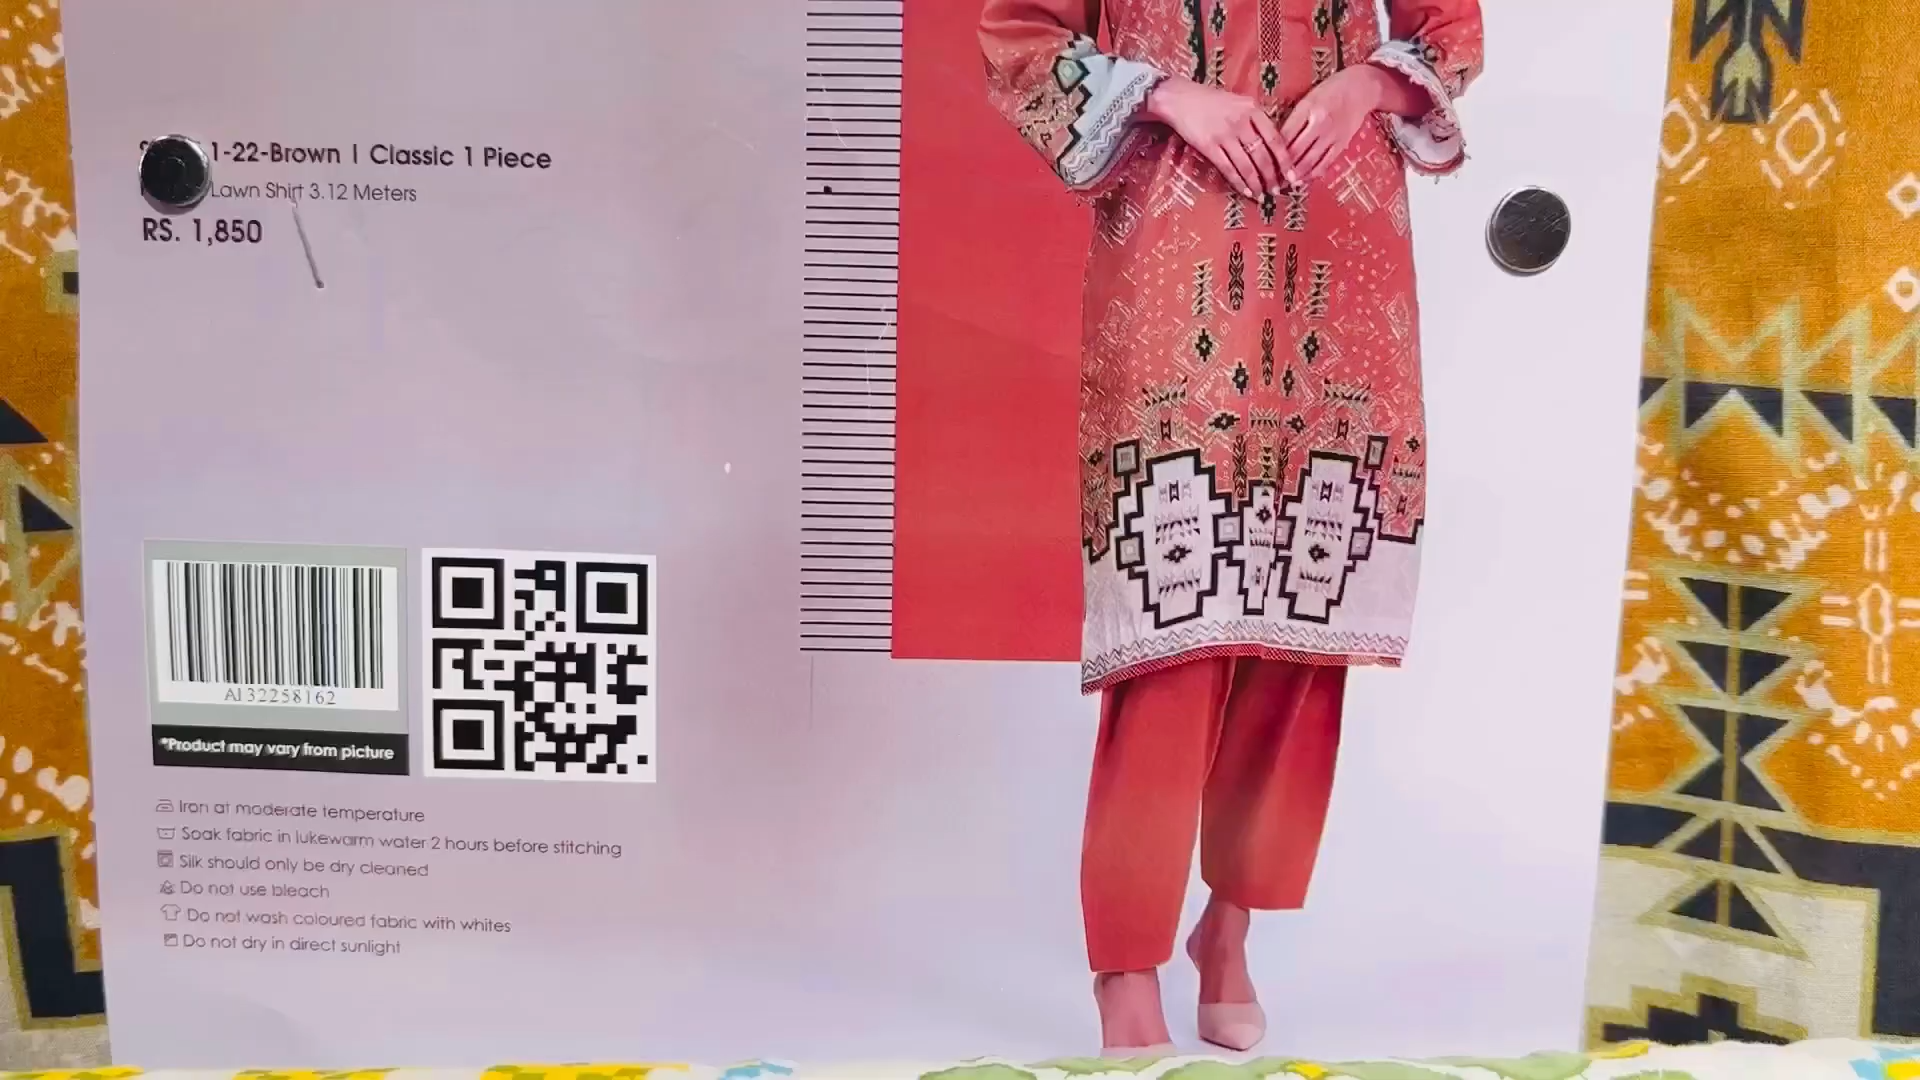 1-22-Brown | Classic 1 Piece
Lawn Shirt 3.12 Meters
RS. 1,850
AI32258162
*Product may vary from picture
Iron at moderate temperature
Soak fabric in lukewarm water 2 hours before stitching
Silk should only be dry cleaned
Do not use bleach
Do not wash coloured fabric with whites
Do not dry in direct sunlight